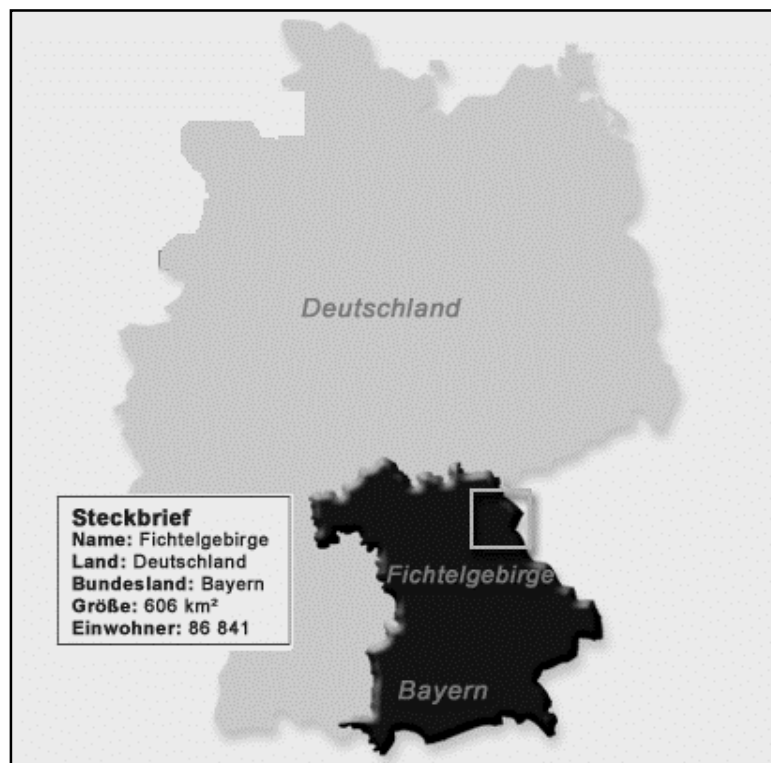 Deutschland
Steckbrief
Name: Fichtelgebirge
Land: Deutschland
Bundesland: Bayern
Größe: 606 km²
Einwohner: 86 841
Fichtelgebirge
Bayern